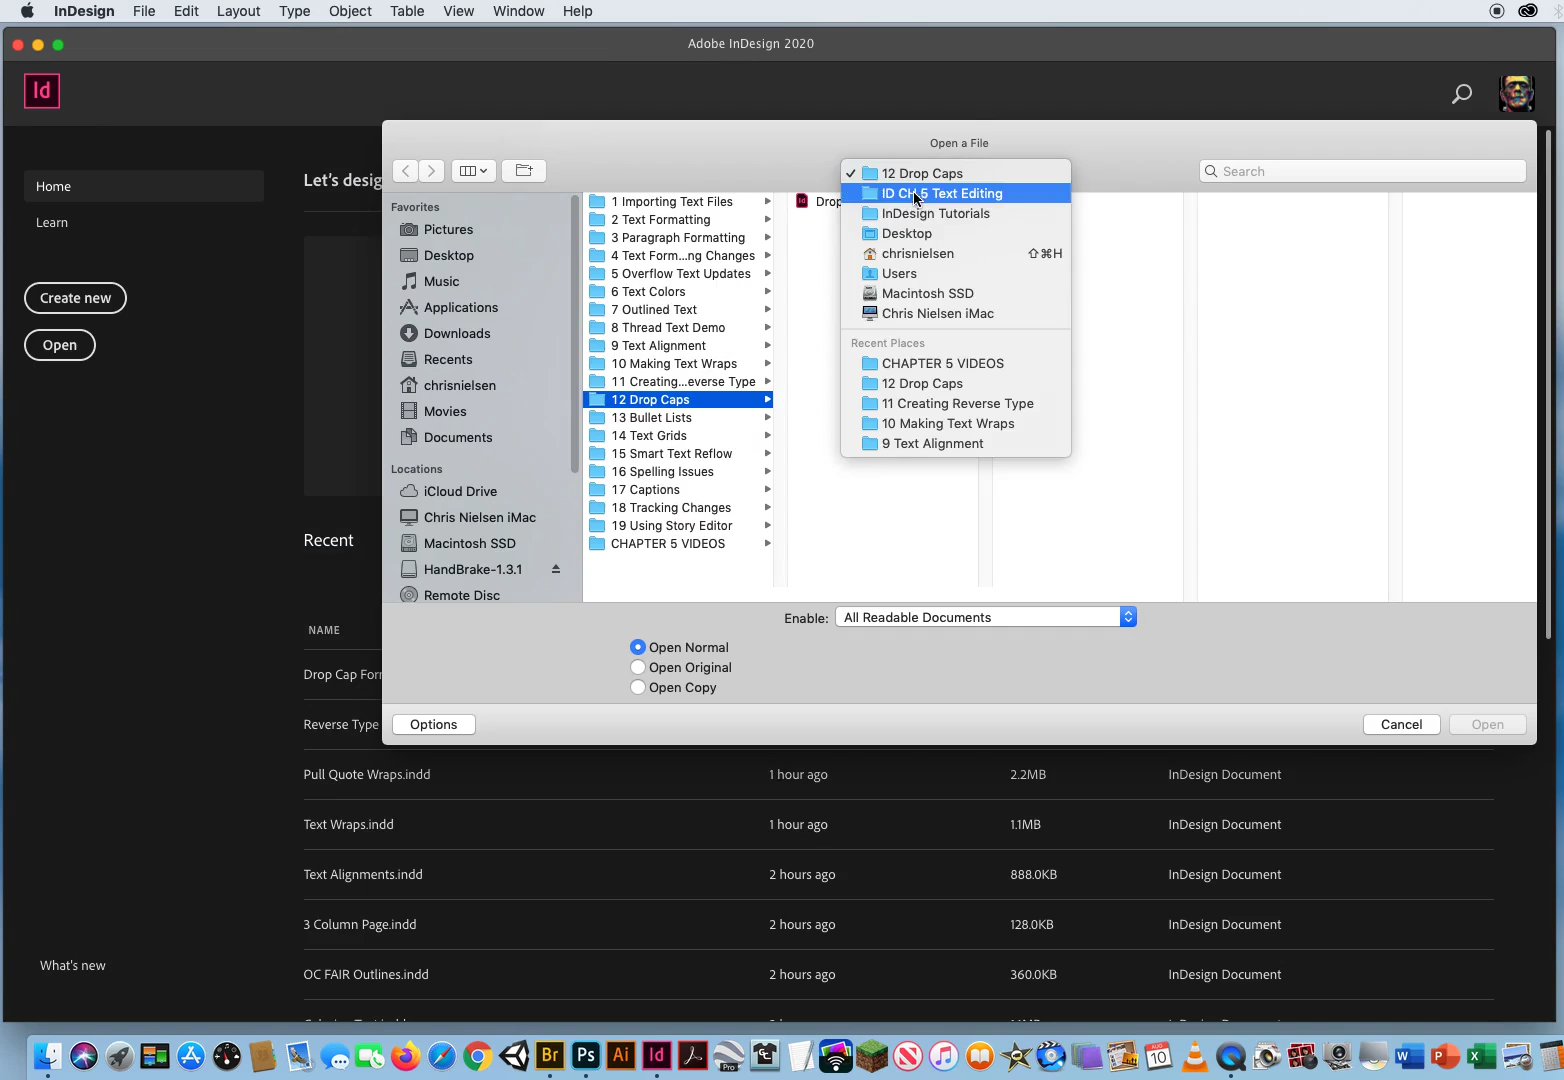 InDesign File Edit Layout Type Object Table View Window Help
Adobe InDesign 2020
Id
Home
Learn
Create new
Open
What's new
Let's desig
Recent
NAME
Drop Cap For
Reverse Type
Pull Quote Wraps.indd 1 hour ago 2.2MB InDesign Document
Text Wraps.indd 1 hour ago 1.1MB InDesign Document
Text Alignments.indd 2 hours ago 888.0KB InDesign Document
3 Column Page.indd 2 hours ago 128.0KB InDesign Document
OC FAIR Outlines.indd 2 hours ago 360.0KB InDesign Document
Open a File
Search
Favorites
Pictures
Desktop
Music
Applications
Downloads
Recents
chrisnielsen
Movies
Documents
Locations
iCloud Drive
Chris Nielsen iMac
Macintosh SSD
HandBrake-1.3.1
Remote Disc
1 Importing Text Files
2 Text Formatting
3 Paragraph Formatting
4 Text Form...ng Changes
5 Overflow Text Updates
6 Text Colors
7 Outlined Text
8 Thread Text Demo
9 Text Alignment
10 Making Text Wraps
11 Creating...everse Type
12 Drop Caps
13 Bullet Lists
14 Text Grids
15 Smart Text Reflow
16 Spelling Issues
17 Captions
18 Tracking Changes
19 Using Story Editor
CHAPTER 5 VIDEOS
Drop
12 Drop Caps
ID CH 5 Text Editing
InDesign Tutorials
Desktop
chrisnielsen ⇧⌘H
Users
Macintosh SSD
Chris Nielsen iMac
Recent Places
CHAPTER 5 VIDEOS
12 Drop Caps
11 Creating Reverse Type
10 Making Text Wraps
9 Text Alignment
Enable: All Readable Documents
Open Normal
Open Original
Open Copy
Options
Cancel
Open
Br Ps Ai Id Pro AUG 10 W P X